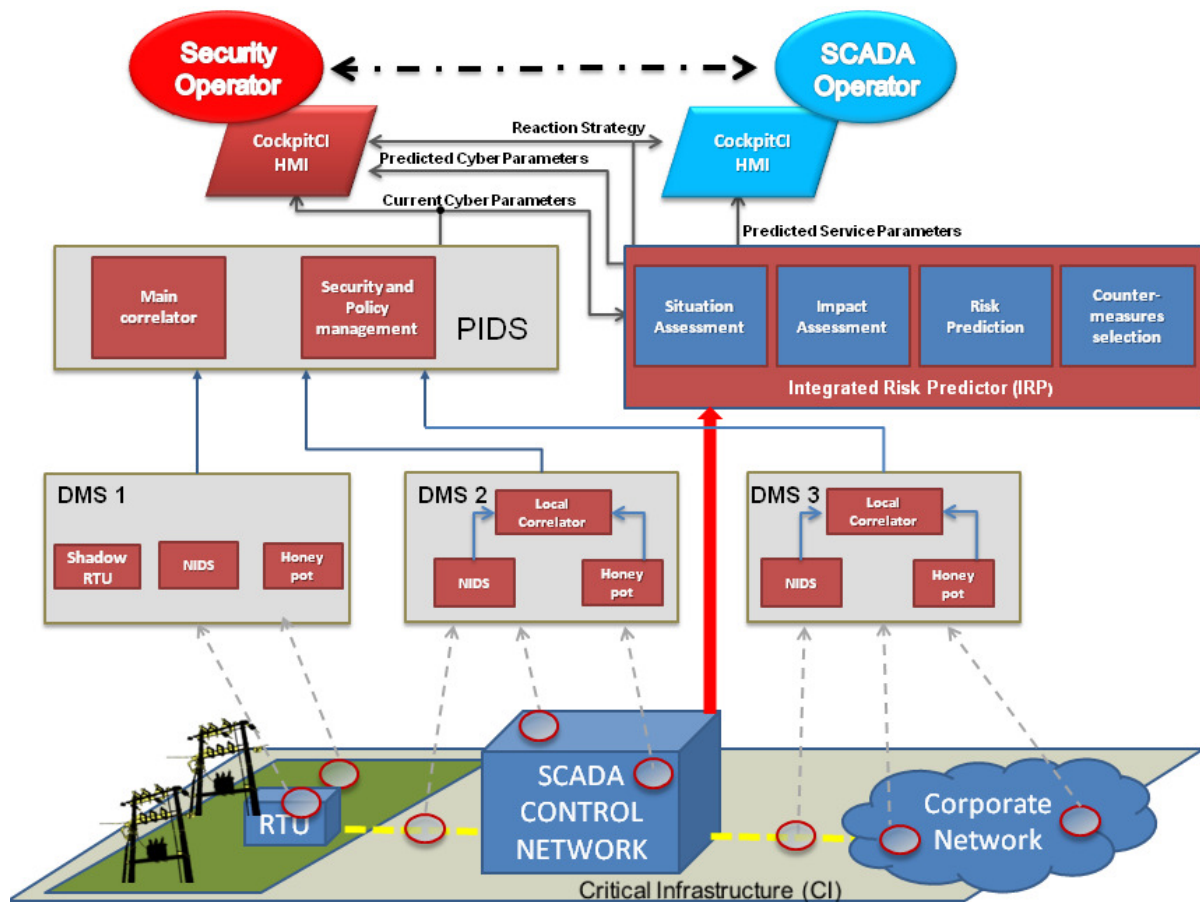 Security
Operator
SCADA
Operator
CockpitCI
HMI
CockpitCI
HMI
Reaction Strategy
Predicted Cyber Parameters
Current Cyber Parameters
Predicted Service Parameters
Main
correlator
Security and
Policy
management
PIDS
Situation
Assessment
Impact
Assessment
Risk
Prediction
Counter-
measures
selection
Integrated Risk Predictor (IRP)
DMS 1
Shadow
RTU
NIDS
Honey
pot
DMS 2
Local
Correlator
NIDS
Honey
pot
DMS 3
Local
Correlator
NIDS
Honey
pot
RTU
SCADA
CONTROL
NETWORK
Corporate
Network
Critical Infrastructure (CI)